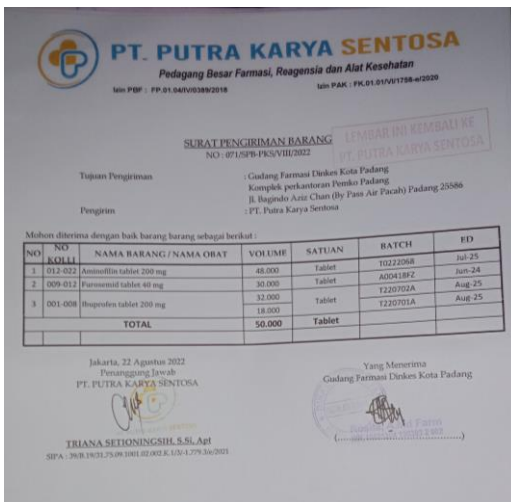 PT. PUTRA KARYA SENTOSA
Pedagang Besar Farmasi, Reagensia dan Alat Kesehatan
Izin PBF : FP.01.04/IV/0389/2018 Izin PAK : FK.01.01/VI/1758-e/2020
LEMBAR INI KEMBALI KE
PT. PUTRA KARYA SENTOSA
SURAT PENGIRIMAN BARANG
NO : 071/SPB-PKS/VIII/2022
Tujuan Pengiriman : Gudang Farmasi Dinkes Kota Padang
Komplek perkantoran Pemko Padang
Jl. Bagindo Aziz Chan (By Pass Air Pacah) Padang 25586
Pengirim : PT. Putra Karya Sentosa
Mohon diterima dengan baik barang barang sebagai berikut :
NO NO KOLLI NAMA BARANG / NAMA OBAT VOLUME SATUAN BATCH ED
1 012-022 Aminofilin tablet 200 mg 48.000 Tablet T022206A Jul-25
2 009-012 Furosemid tablet 40 mg 30.000 Tablet A00418FZ Jun-24
3 001-008 Ibuprofen tablet 200 mg 32.000 Tablet T220702A Aug-25
18.000 T220701A Aug-25
TOTAL 50.000 Tablet
Jakarta, 22 Agustus 2022
Penanggung Jawab
PT. PUTRA KARYA SENTOSA
TRIANA SETIONINGSIH, S.Si, Apt
Yang Menerima
Gudang Farmasi Dinkes Kota Padang